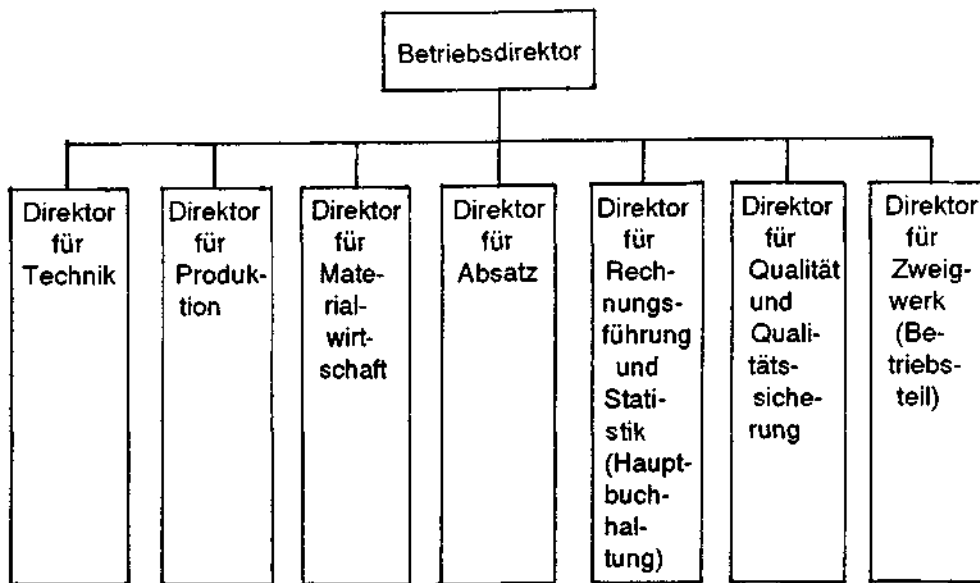 Betriebsdirektor
Direktor
für
Technik
Direktor
für
Produk-
tion
Direktor
für
Mate-
rial-
wirt-
schaft
Direktor
für
Absatz
Direktor
für
Rech-
nungs-
führung
und
Stati-
stik
(Haupt-
buch-
hal-
tung)
Direktor
für
Qualität
und
Quali-
täts-
siche-
rung
Direktor
für
Zweig-
werk
(Be-
triebs-
teil)